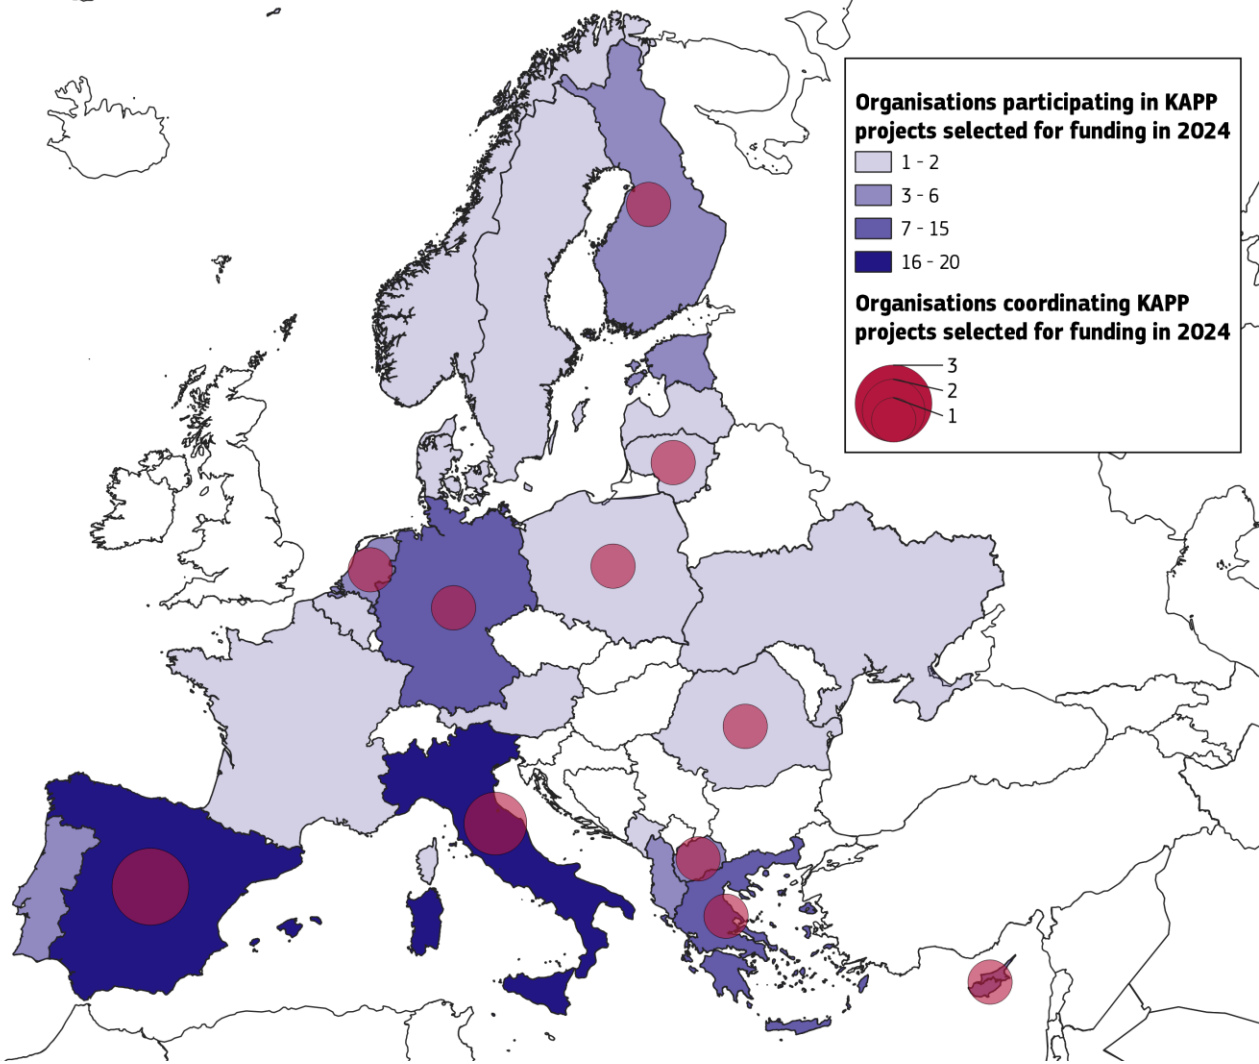 Organisations participating in KAPP
projects selected for funding in 2024
1 - 2
3 - 6
7 - 15
16 - 20
Organisations coordinating KAPP
projects selected for funding in 2024
3
2
1